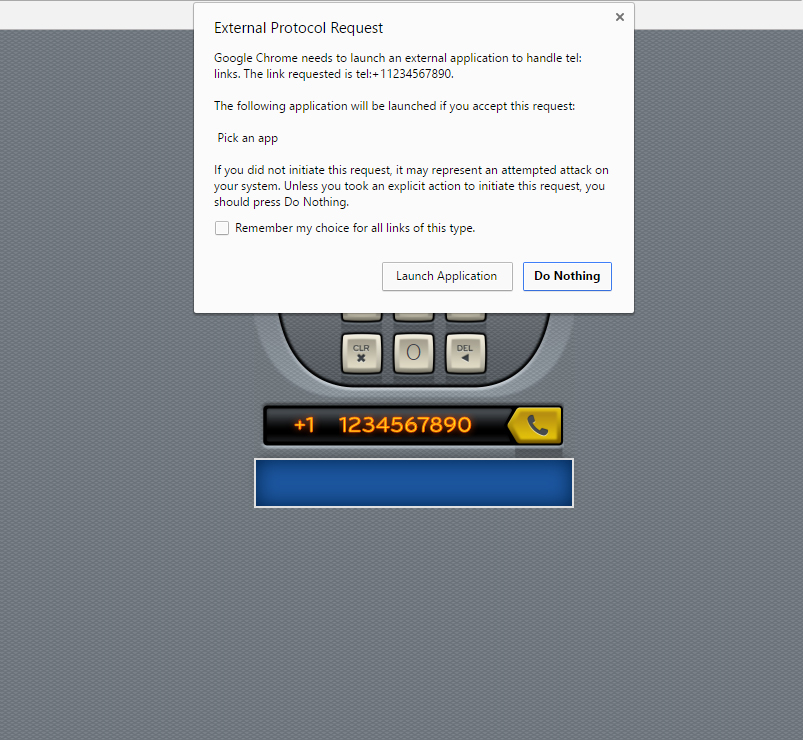 External Protocol Request
Google Chrome needs to launch an external application to handle tel:
links. The link requested is tel:+11234567890.
The following application will be launched if you accept this request:
Pick an app
If you did not initiate this request, it may represent an attempted attack on
your system. Unless you took an explicit action to initiate this request, you
should press Do Nothing.
Remember my choice for all links of this type.
Launch Application Do Nothing
CLR 0 DEL
+1 1234567890